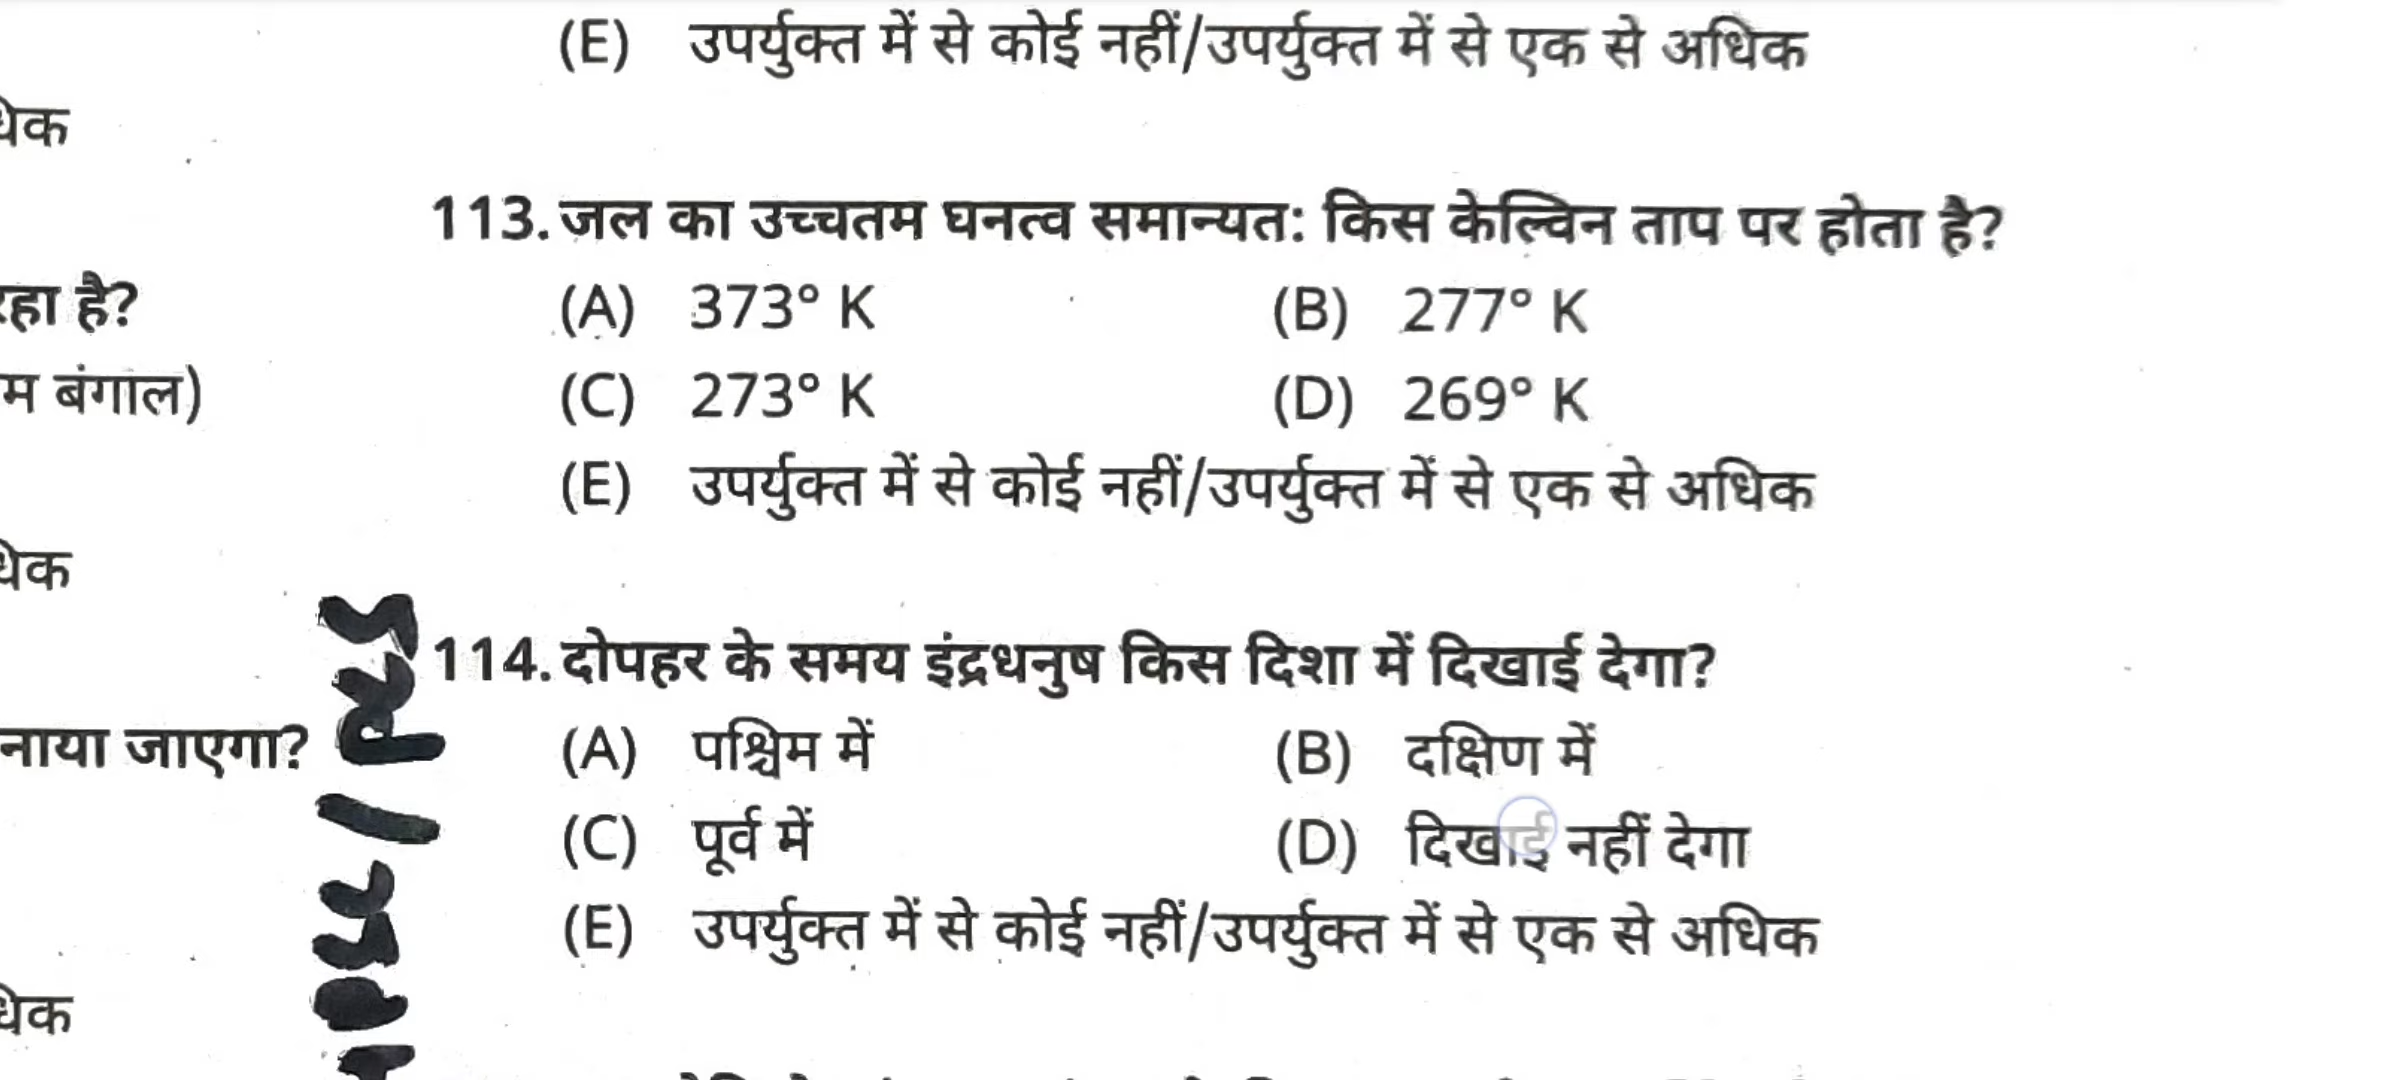 (E) उपर्युक्त में से कोई नहीं/उपर्युक्त में से एक से अधिक
113. जल का उच्चतम घनत्व समान्यत: किस केल्विन ताप पर होता है?
(A) 373° K (B) 277° K
(C) 273° K (D) 269° K
(E) उपर्युक्त में से कोई नहीं/उपर्युक्त में से एक से अधिक
114. दोपहर के समय इंद्रधनुष किस दिशा में दिखाई देगा?
(A) पश्चिम में (B) दक्षिण में
(C) पूर्व में (D) दिखाई नहीं देगा
(E) उपर्युक्त में से कोई नहीं/उपर्युक्त में से एक से अधिक
है?
बंगाल)
जाएगा?